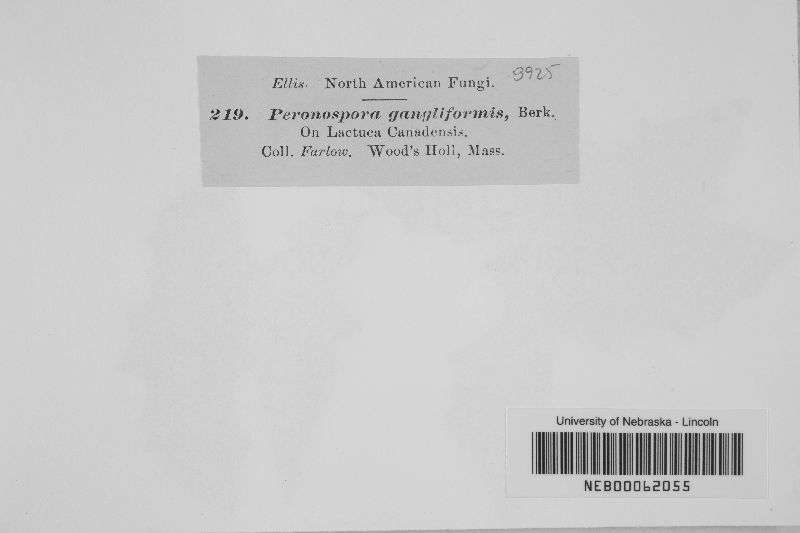 Ellis. North American Fungi. 9925
219. Peronospora gangliformis, Berk.
On Lactuca Canadensis.
Coll. Farlow. Wood's Holl, Mass.
University of Nebraska - Lincoln
NEB00062055